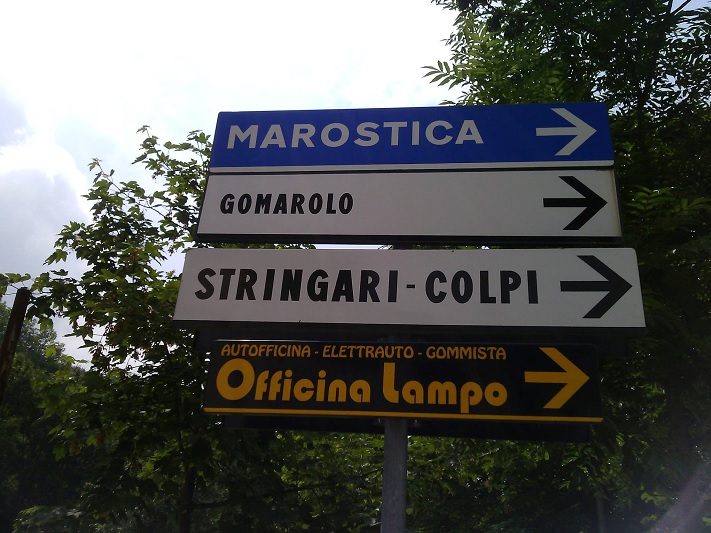 MAROSTICA
GOMAROLO
STRINGARI-COLPI
AUTOFFICINA - ELETTRAUTO - GOMMISTA
Officina Lampo